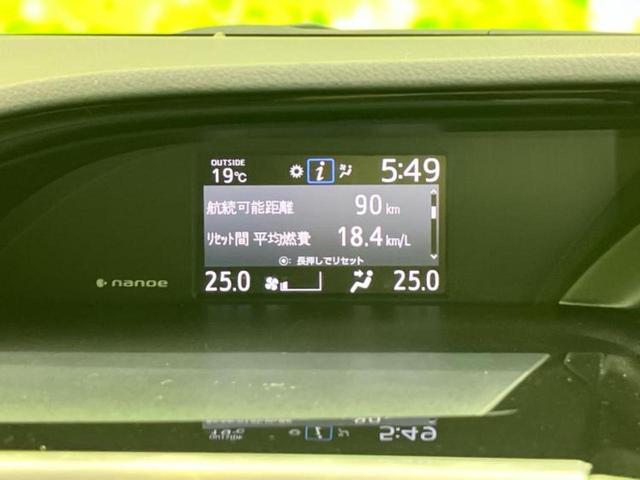 OUTSIDE
19℃ i 5:49
航続可能距離 90 km
ﾘｾｯﾄ間 平均燃費 18.4 km/L
◎: 長押しでリセット
25.0 25.0
nanoe